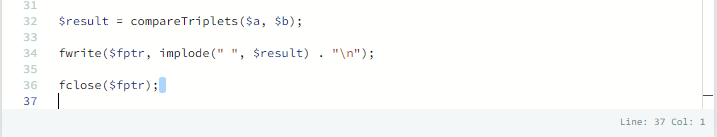 31
32 $result = compareTriplets($a, $b);
33
34 fwrite($fptr, implode(" ", $result) . "\n");
35
36 fclose($fptr);
37
Line: 37 Col: 1